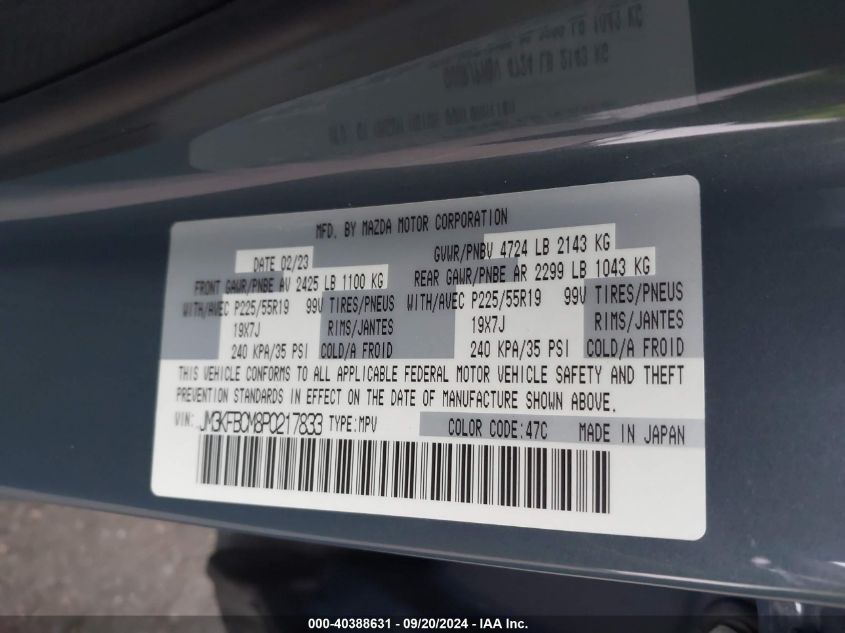 MFD. BY MAZDA MOTOR CORPORATION
DATE 02/23 GVWR/PNBV 4724 LB 2143 KG
FRONT GAWR/PNBE AV 2425 LB 1100 KG REAR GAWR/PNBE AR 2299 LB 1043 KG
WITH/AVEC P225/55R19 99V TIRES/PNEUS WITH/AVEC P225/55R19 99V TIRES/PNEUS
19X7J RIMS/JANTES 19X7J RIMS/JANTES
240 KPA/35 PSI COLD/A FROID 240 KPA/35 PSI COLD/A FROID
THIS VEHICLE CONFORMS TO ALL APPLICABLE FEDERAL MOTOR VEHICLE SAFETY AND THEFT
PREVENTION STANDARDS IN EFFECT ON THE DATE OF MANUFACTURE SHOWN ABOVE.
VIN: JM3KFBCM8P0217833 TYPE:MPV COLOR CODE:47C MADE IN JAPAN
000-40388631 - 09/20/2024 - IAA Inc.